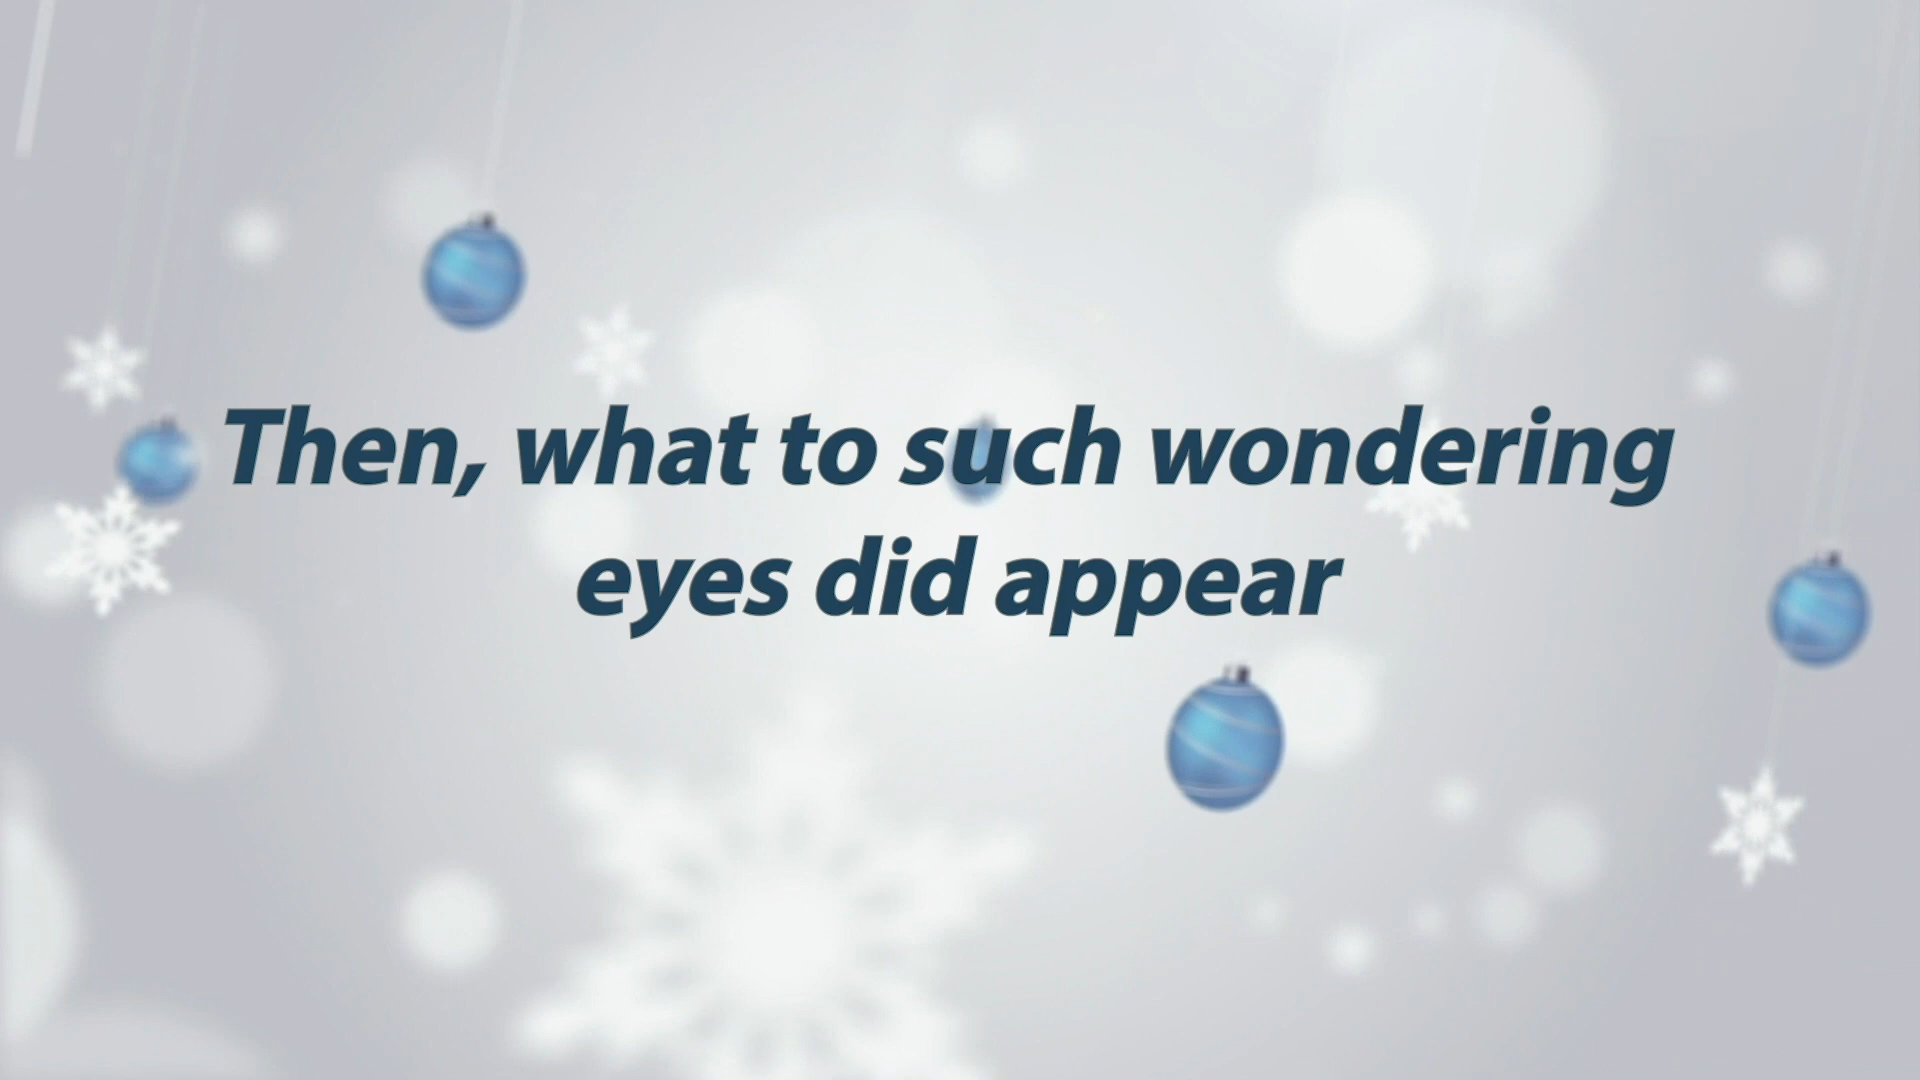 Then, what to such wondering
eyes did appear